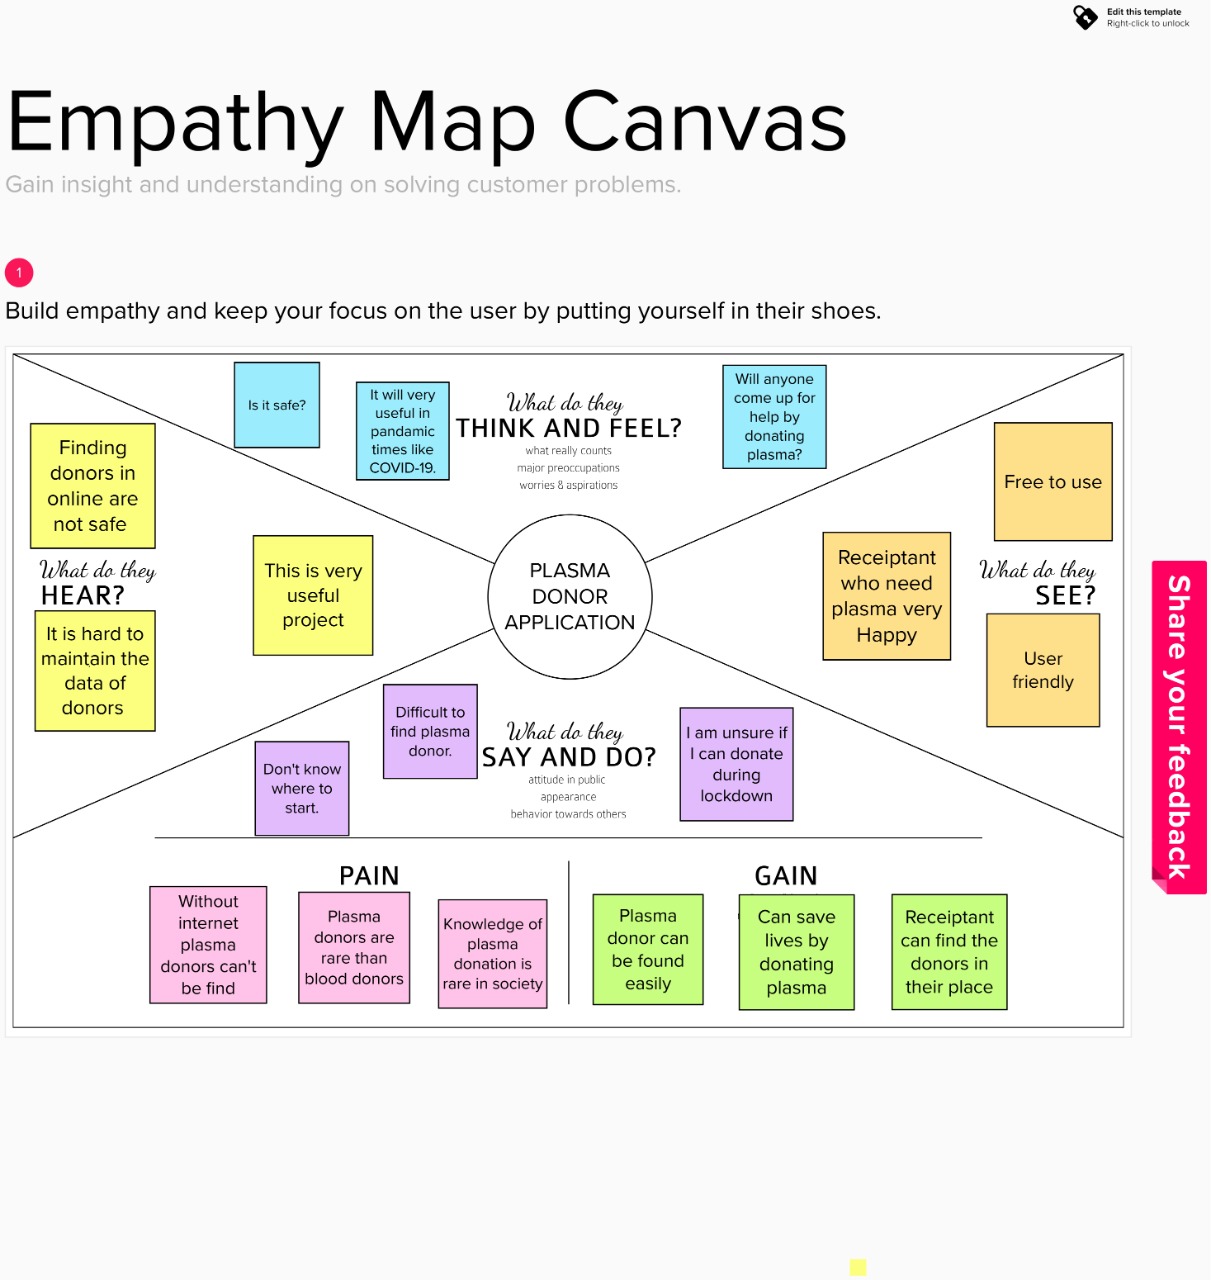 Edit this template
Right-click to unlock
Empathy Map Canvas
Gain insight and understanding on solving customer problems.
1
Build empathy and keep your focus on the user by putting yourself in their shoes.
Is it safe?
It will very
useful in
pandamic
times like
COVID-19.
What do they
THINK AND FEEL?
what really counts
major preoccupations
worries & aspirations
Will anyone
come up for
help by
donating
plasma?
Finding
donors in
online are
not safe
What do they
HEAR?
It is hard to
maintain the
data of
donors
This is very
useful
project
PLASMA
DONOR
APPLICATION
Receiptant
who need
plasma very
Happy
Free to use
What do they
SEE?
User
friendly
Share your feedback
Don't know
where to
start.
Difficult to
find plasma
donor.
What do they
SAY AND DO?
attitude in public
appearance
behavior towards others
I am unsure if
I can donate
during
lockdown
PAIN
Without
internet
plasma
donors can't
be find
Plasma
donors are
rare than
blood donors
Knowledge of
plasma
donation is
rare in society
GAIN
Plasma
donor can
be found
easily
Can save
lives by
donating
plasma
Receiptant
can find the
donors in
their place